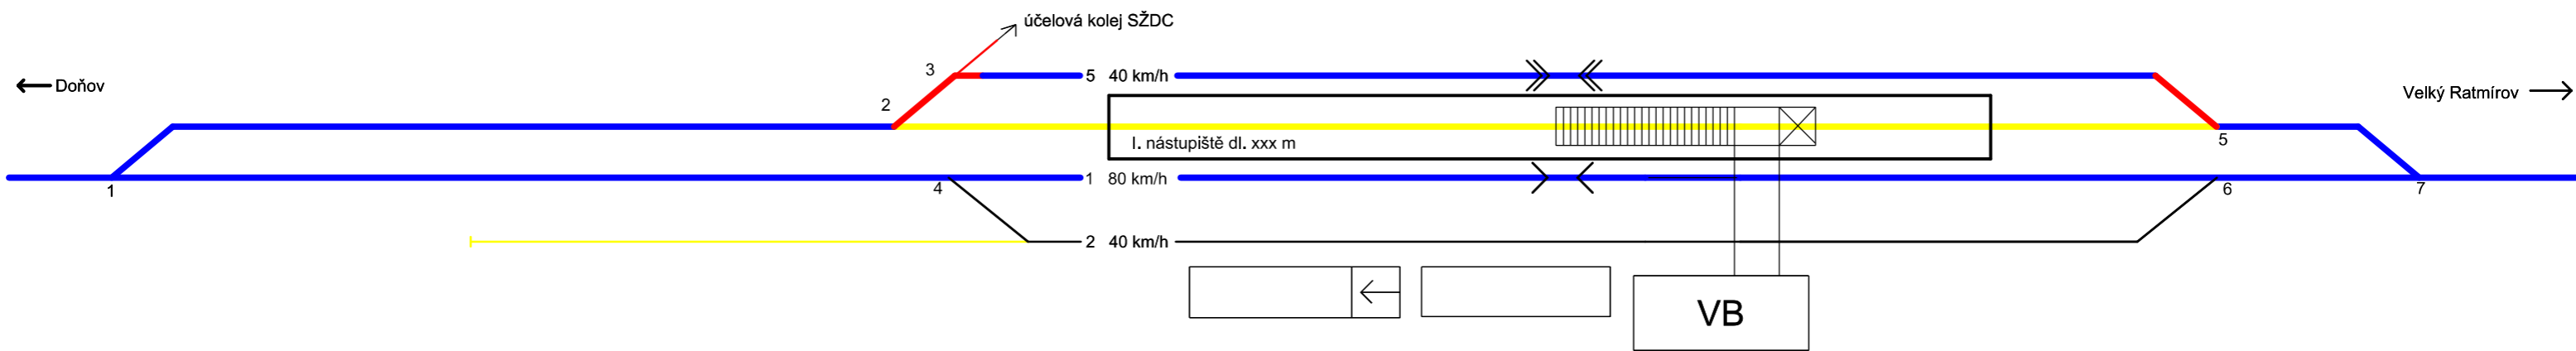 účelová kolej SŽDC
3
5 40 km/h
Doňov
Velký Ratmírov
2
I. nástupiště dl. xxx m
5
1
4
1 80 km/h
6
7
2 40 km/h
VB